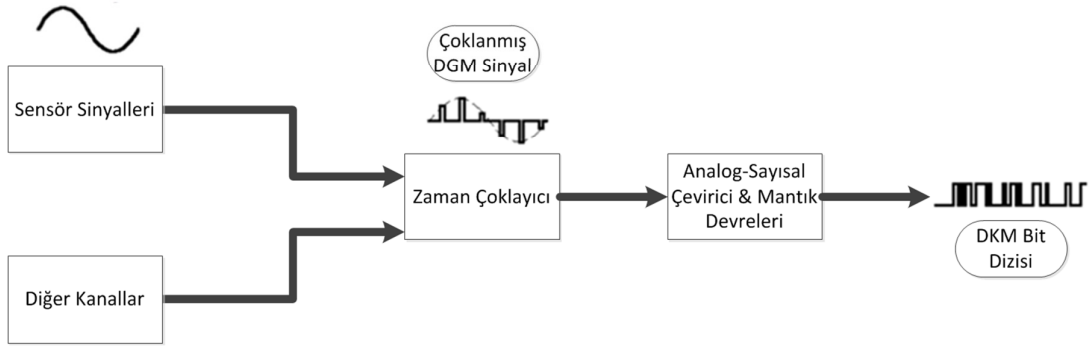 Sensör Sinyalleri
Çoklanmış
DGM Sinyal
Zaman Çoklayıcı
Analog-Sayısal
Çevirici & Mantık
Devreleri
DKM Bit
Dizisi
Diğer Kanallar